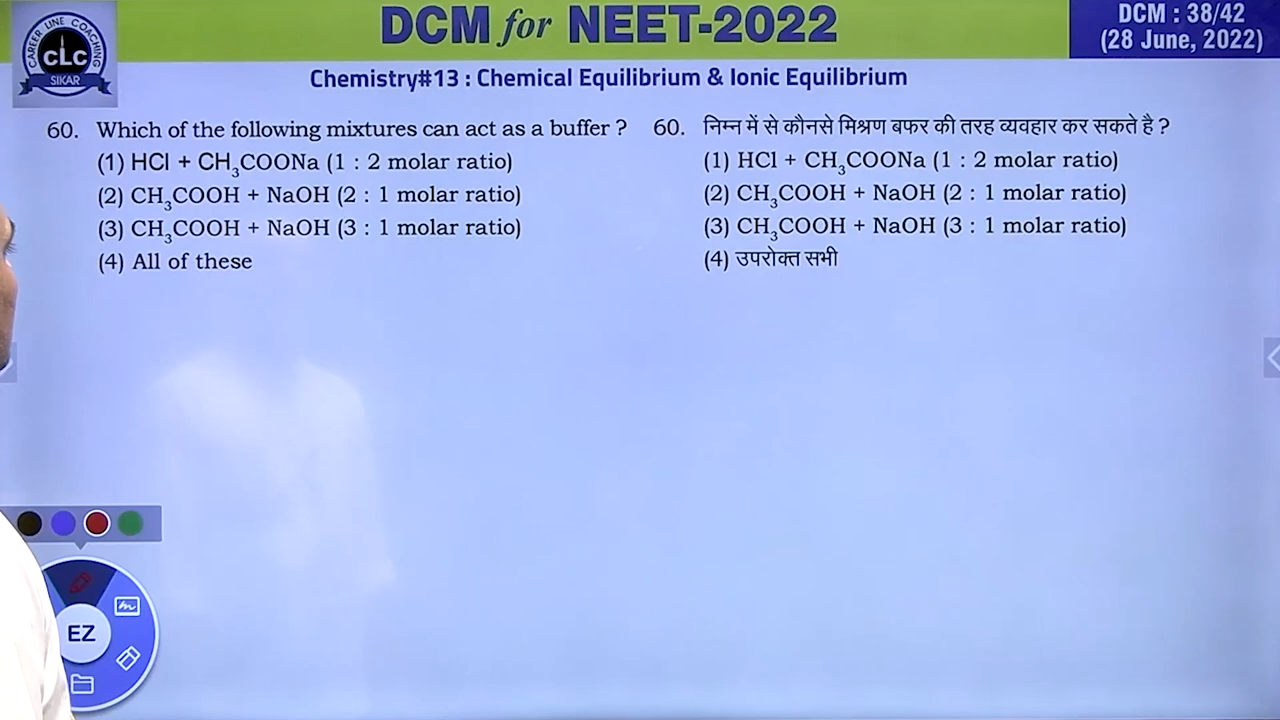 CAREER LINE COACHING
CLC
SIKAR
DCM for NEET-2022
DCM : 38/42
(28 June, 2022)
Chemistry#13 : Chemical Equilibrium & Ionic Equilibrium
60. Which of the following mixtures can act as a buffer ?
(1) HCl + CH₃COONa (1 : 2 molar ratio)
(2) CH₃COOH + NaOH (2 : 1 molar ratio)
(3) CH₃COOH + NaOH (3 : 1 molar ratio)
(4) All of these
60. निम्न में से कौनसे मिश्रण बफर की तरह व्यवहार कर सकते है ?
(1) HCl + CH₃COONa (1 : 2 molar ratio)
(2) CH₃COOH + NaOH (2 : 1 molar ratio)
(3) CH₃COOH + NaOH (3 : 1 molar ratio)
(4) उपरोक्त सभी
EZ